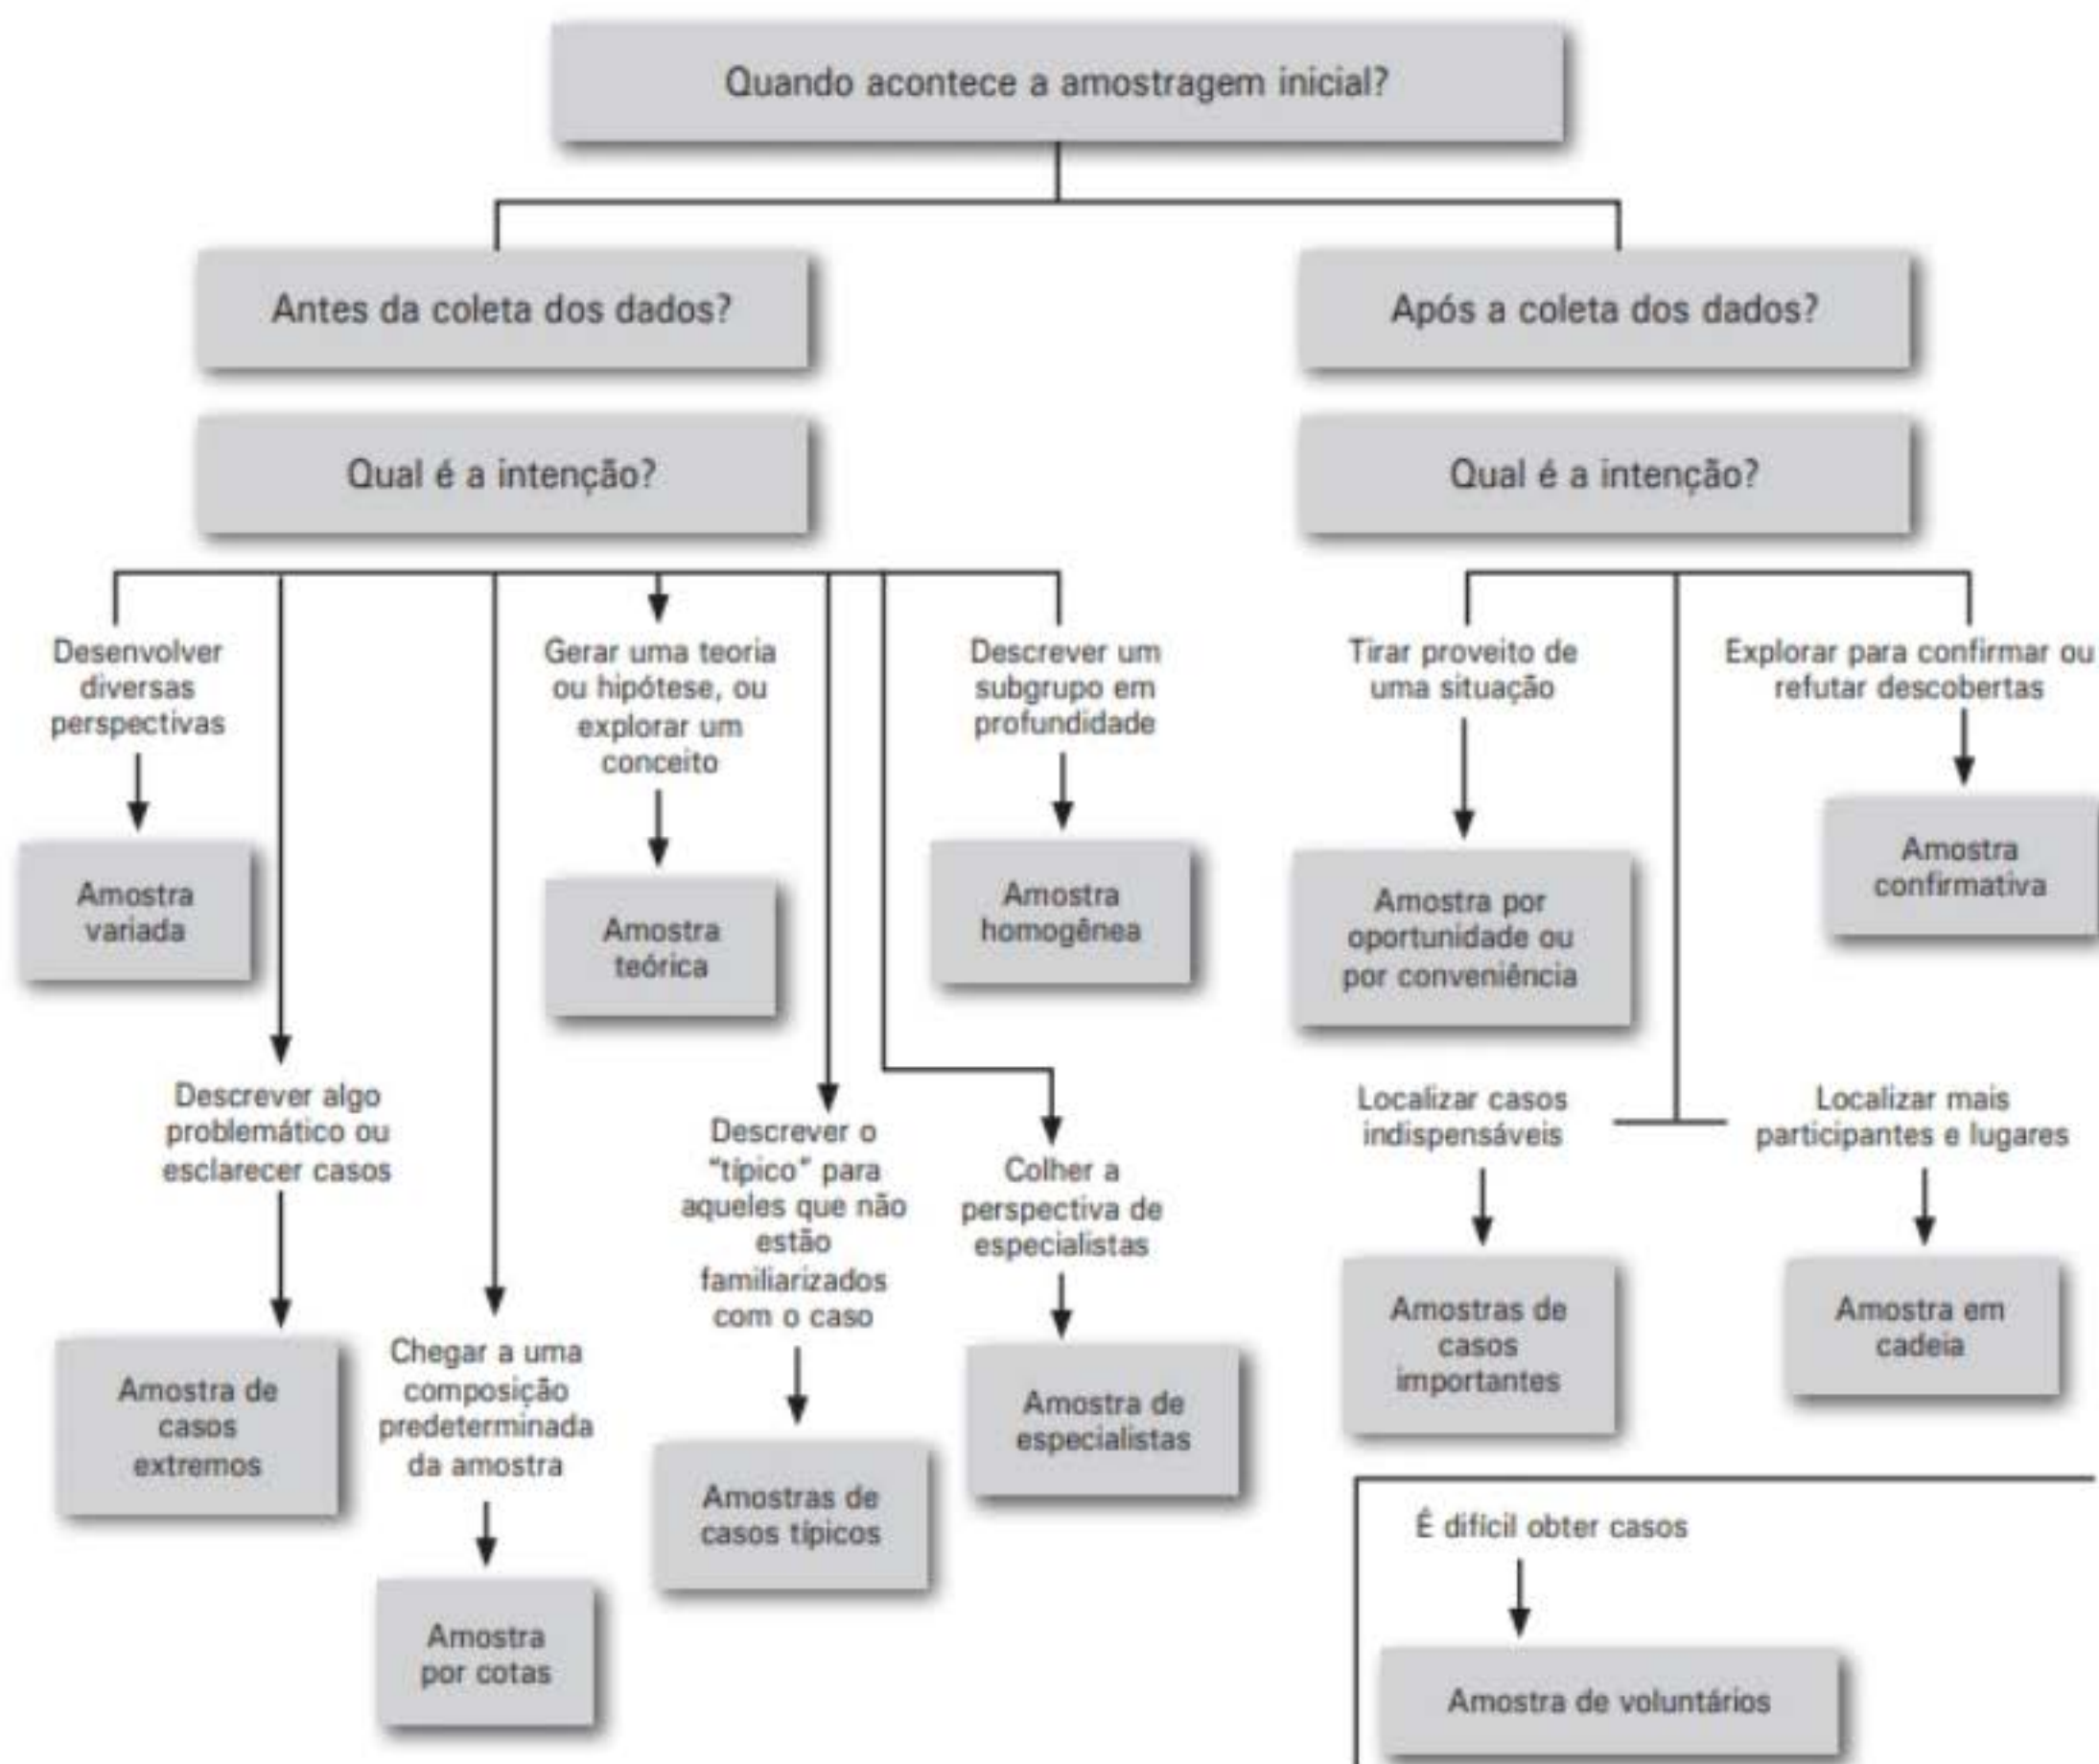 Quando acontece a amostragem inicial?
Antes da coleta dos dados?
Após a coleta dos dados?
Qual é a intenção?
Qual é a intenção?
Desenvolver
diversas
perspectivas
Gerar uma teoria
ou hipótese, ou
explorar um
conceito
Descrever um
subgrupo em
profundidade
Tirar proveito de
uma situação
Explorar para confirmar ou
refutar descobertas
Amostra
variada
Amostra
teórica
Amostra
homogênea
Amostra por
oportunidade ou
por conveniência
Amostra
confirmativa
Descrever algo
problemático ou
esclarecer casos
Descrever o
“típico” para
aqueles que não
estão
familiarizados
com o caso
Colher a
perspectiva de
especialistas
Localizar casos
indispensáveis
Localizar mais
participantes e lugares
Amostra de
casos
extremos
Chegar a uma
composição
predeterminada
da amostra
Amostras de
casos típicos
Amostra de
especialistas
Amostras de
casos
importantes
Amostra em
cadeia
Amostra
por cotas
É difícil obter casos
Amostra de voluntários